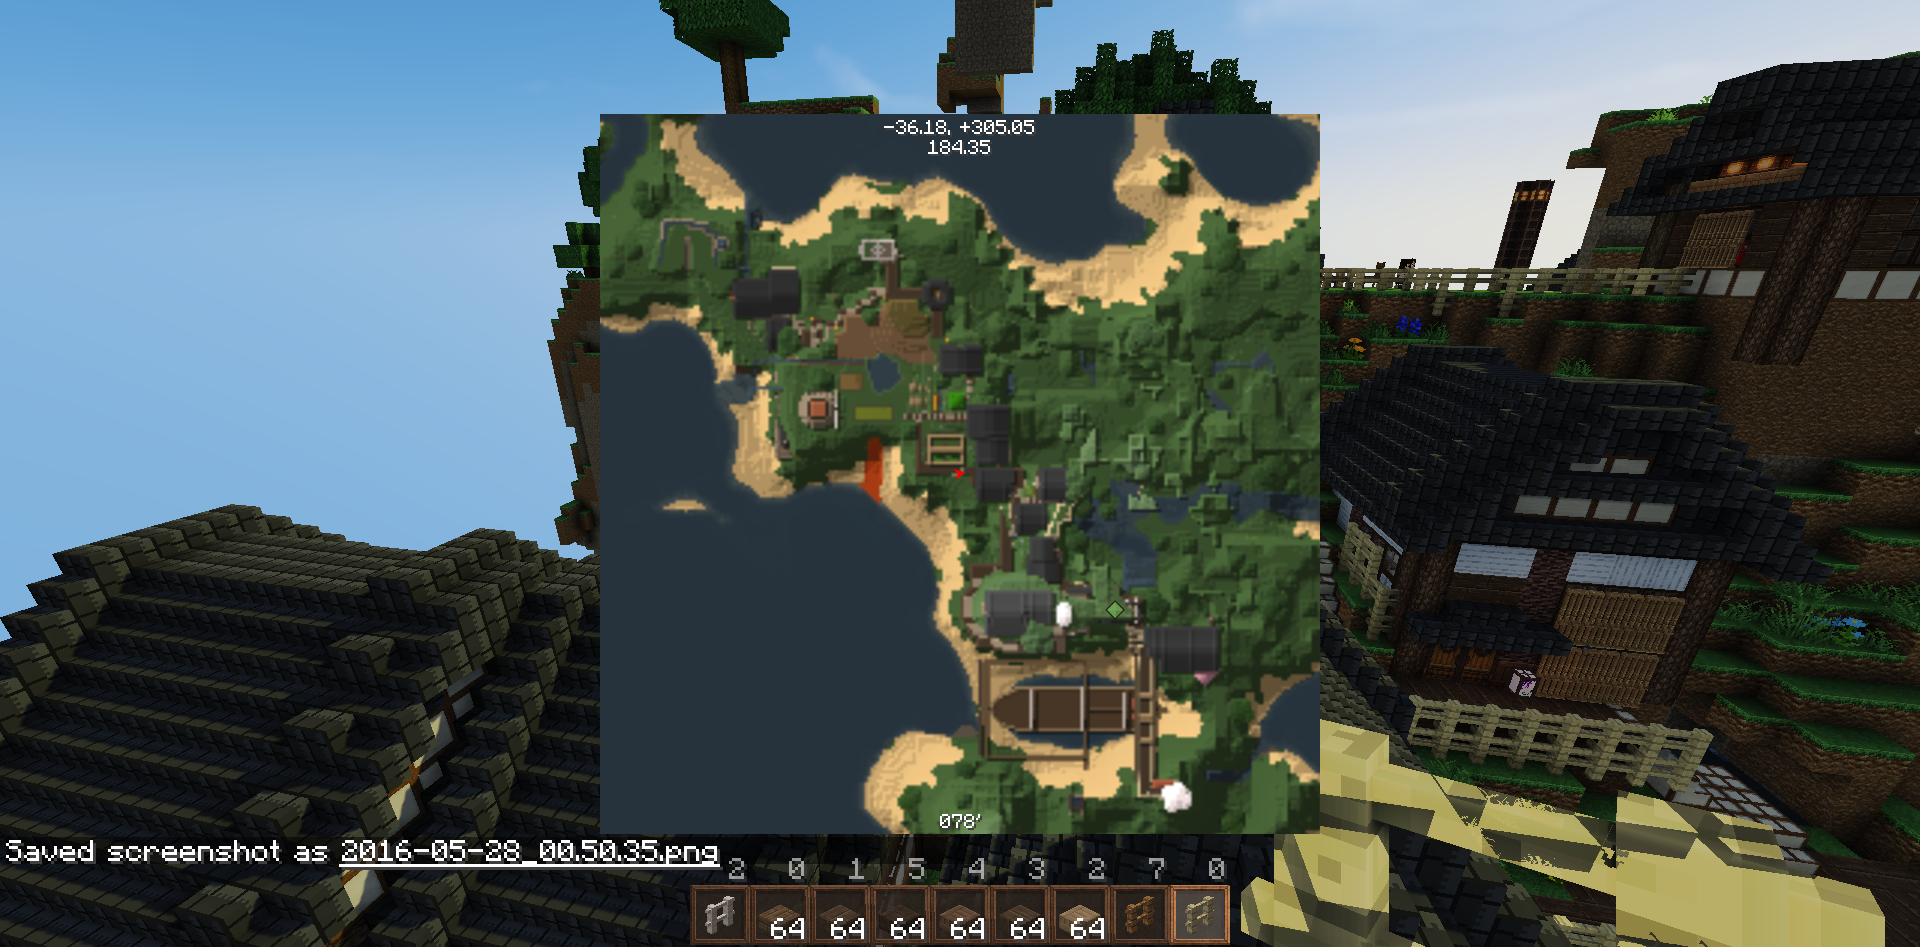 -36.18, +305.05
184.35
078'
Saved screenshot as 2016-05-28_00.50.35.png
2 0 1 5 4 3 2 7 0
64 64 64 64 64 64